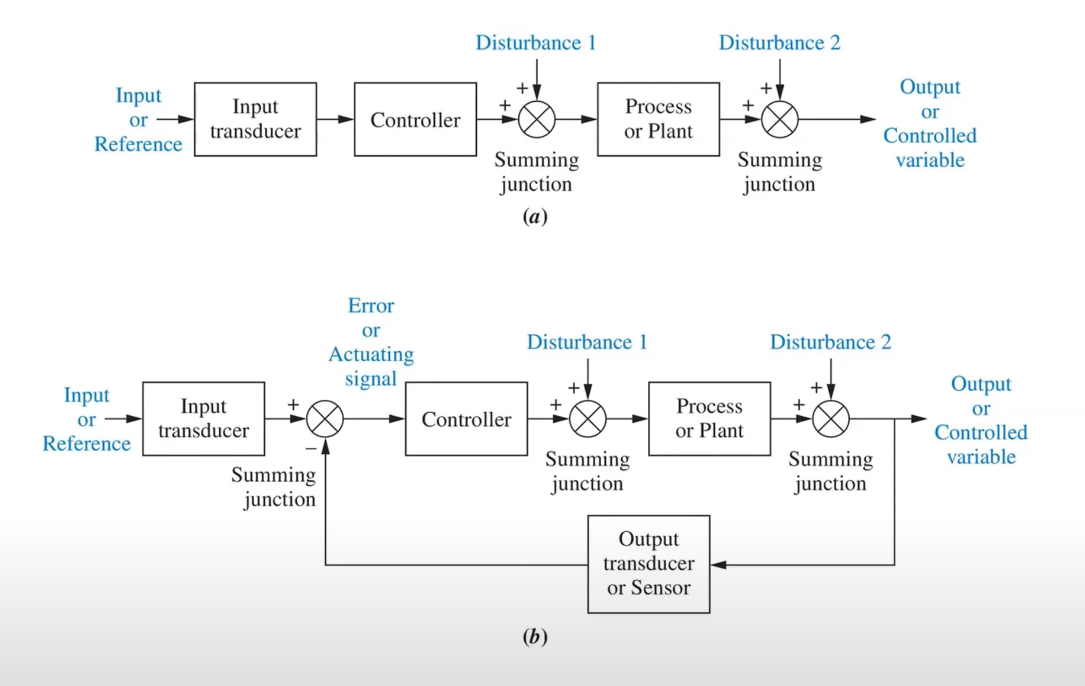 Disturbance 1
Disturbance 2
Input
or
Reference
Input
transducer
Controller
+
+
Process
or Plant
+
+
Output
or
Controlled
variable
Summing
junction
Summing
junction
(a)
Error
or
Actuating
signal
Disturbance 1
Disturbance 2
Input
or
Reference
Input
transducer
+
−
Controller
+
+
Process
or Plant
+
+
Output
or
Controlled
variable
Summing
junction
Summing
junction
Summing
junction
Output
transducer
or Sensor
(b)